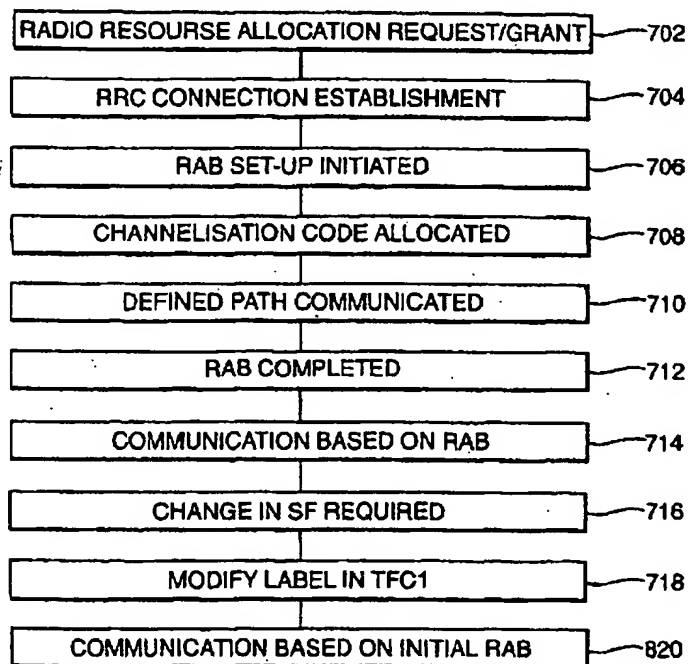 RADIO RESOURSE ALLOCATION REQUEST/GRANT 702
RRC CONNECTION ESTABLISHMENT 704
RAB SET-UP INITIATED 706
CHANNELISATION CODE ALLOCATED 708
DEFINED PATH COMMUNICATED 710
RAB COMPLETED 712
COMMUNICATION BASED ON RAB 714
CHANGE IN SF REQUIRED 716
MODIFY LABEL IN TFC1 718
COMMUNICATION BASED ON INITIAL RAB 820